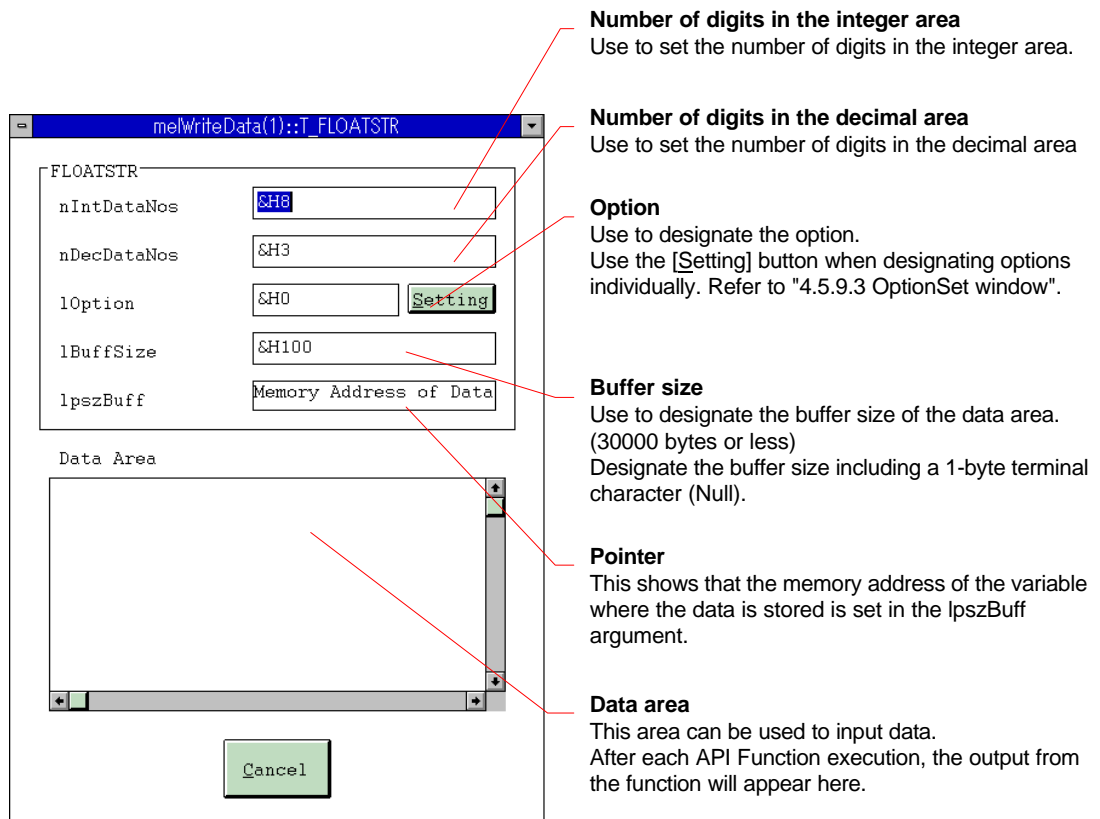 melWriteData(1)::T_FLOATSTR
FLOATSTR
nIntDataNos
&H8
nDecDataNos
&H3
lOption
&H0
Setting
lBuffSize
&H100
lpszBuff
Memory Address of Data
Data Area
Cancel
Number of digits in the integer area
Use to set the number of digits in the integer area.
Number of digits in the decimal area
Use to set the number of digits in the decimal area
Option
Use to designate the option.
Use the [Setting] button when designating options
individually. Refer to "4.5.9.3 OptionSet window".
Buffer size
Use to designate the buffer size of the data area.
(30000 bytes or less)
Designate the buffer size including a 1-byte terminal
character (Null).
Pointer
This shows that the memory address of the variable
where the data is stored is set in the lpszBuff
argument.
Data area
This area can be used to input data.
After each API Function execution, the output from
the function will appear here.